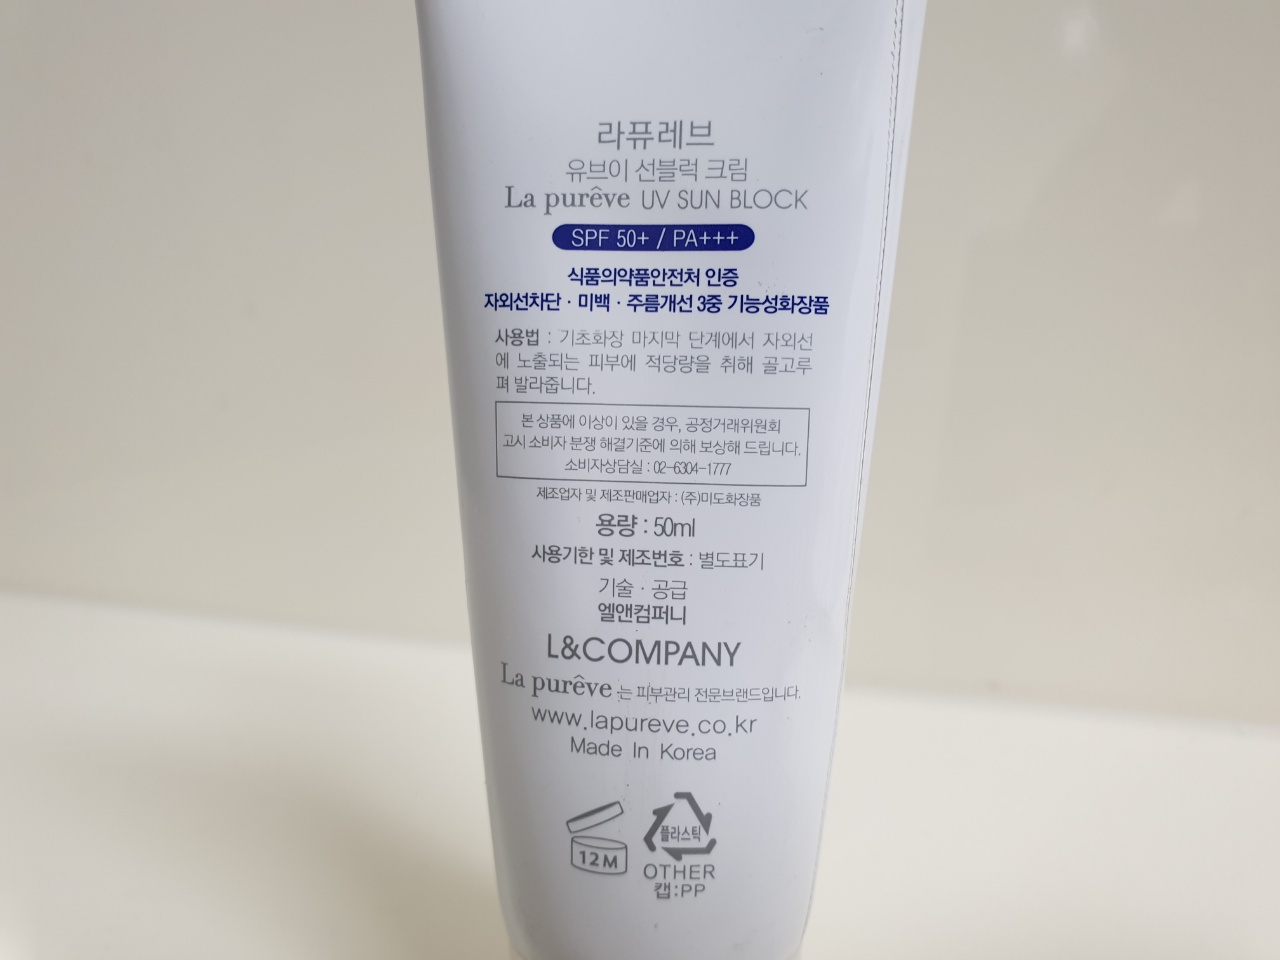 라퓨레브
유브이 선블럭 크림
La purêve UV SUN BLOCK
SPF 50+ / PA+++
식품의약품안전처 인증
자외선차단 · 미백 · 주름개선 3중 기능성화장품
사용법 : 기초화장 마지막 단계에서 자외선
에 노출되는 피부에 적당량을 취해 골고루
펴 발라줍니다.
본 상품에 이상이 있을 경우, 공정거래위원회
고시 소비자 분쟁 해결기준에 의해 보상해 드립니다.
소비자상담실 : 02-6304-1777
제조업자 및 제조판매업자 : (주)미도화장품
용량 : 50ml
사용기한 및 제조번호 : 별도표기
기술 · 공급
엘앤컴퍼니
L&COMPANY
La purêve 는 피부관리 전문브랜드입니다.
www.lapureve.co.kr
Made In Korea
12M
플라스틱
OTHER
캡:PP